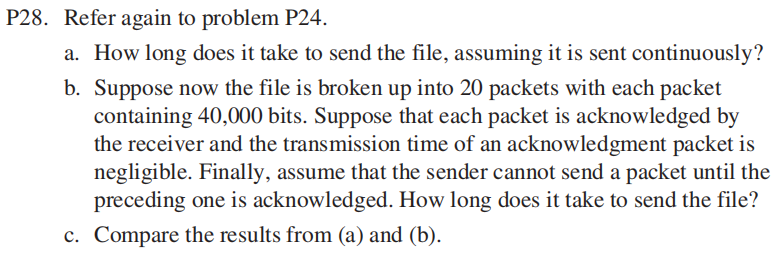 P28. Refer again to problem P24.
a. How long does it take to send the file, assuming it is sent continuously?
b. Suppose now the file is broken up into 20 packets with each packet
containing 40,000 bits. Suppose that each packet is acknowledged by
the receiver and the transmission time of an acknowledgment packet is
negligible. Finally, assume that the sender cannot send a packet until the
preceding one is acknowledged. How long does it take to send the file?
c. Compare the results from (a) and (b).